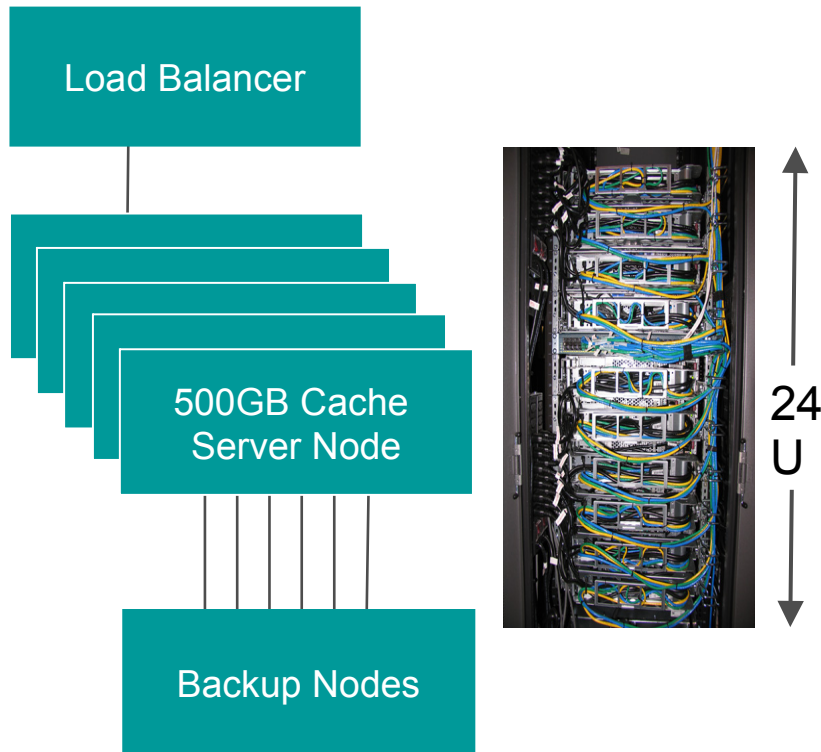 Load Balancer
500GB Cache
Server Node
24
U
Backup Nodes